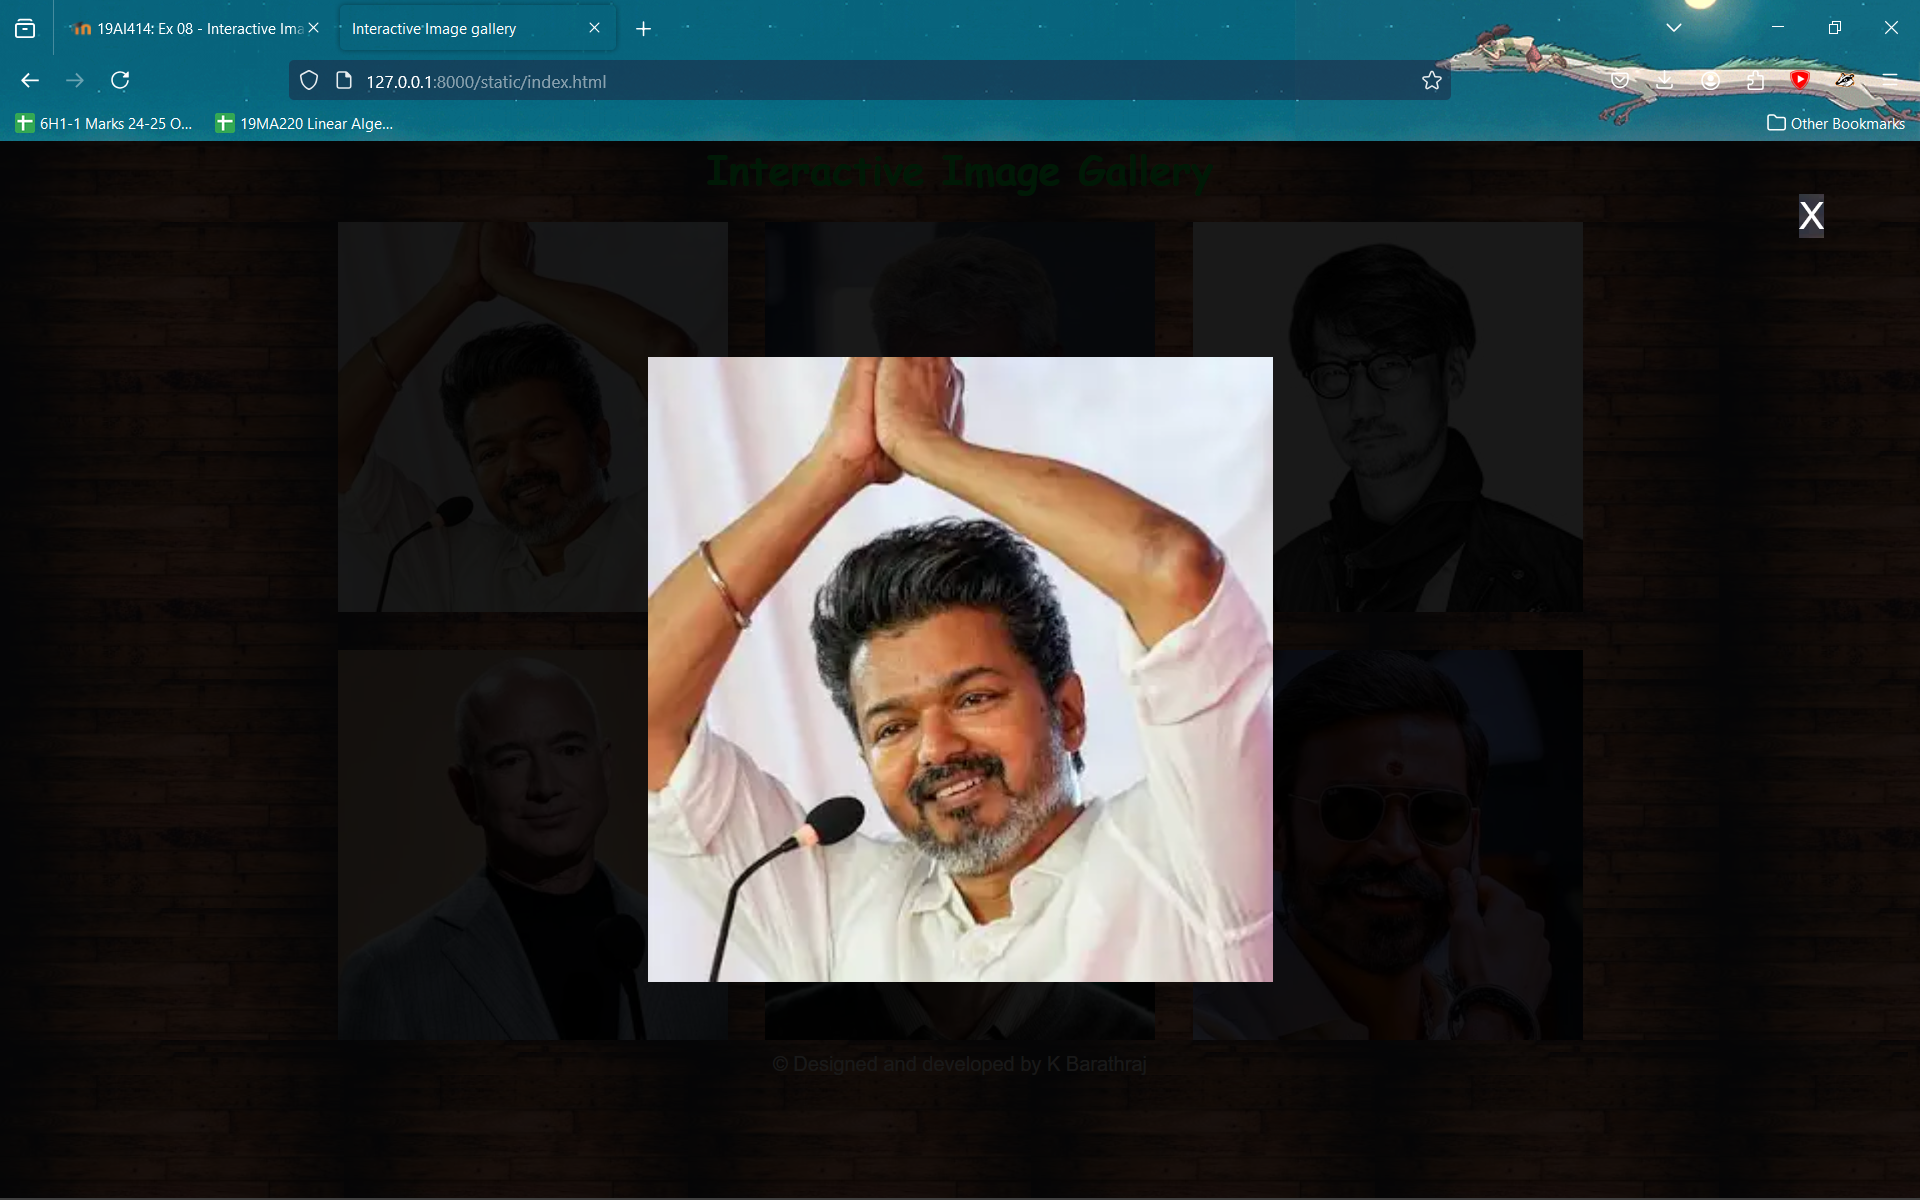 19AI414: Ex 08 - Interactive Ima
Interactive Image gallery
127.0.0.1:8000/static/index.html
6H1-1 Marks 24-25 O...
19MA220 Linear Alge...
Other Bookmarks
Interactive Image Gallery
X
© Designed and developed by K Barathraj